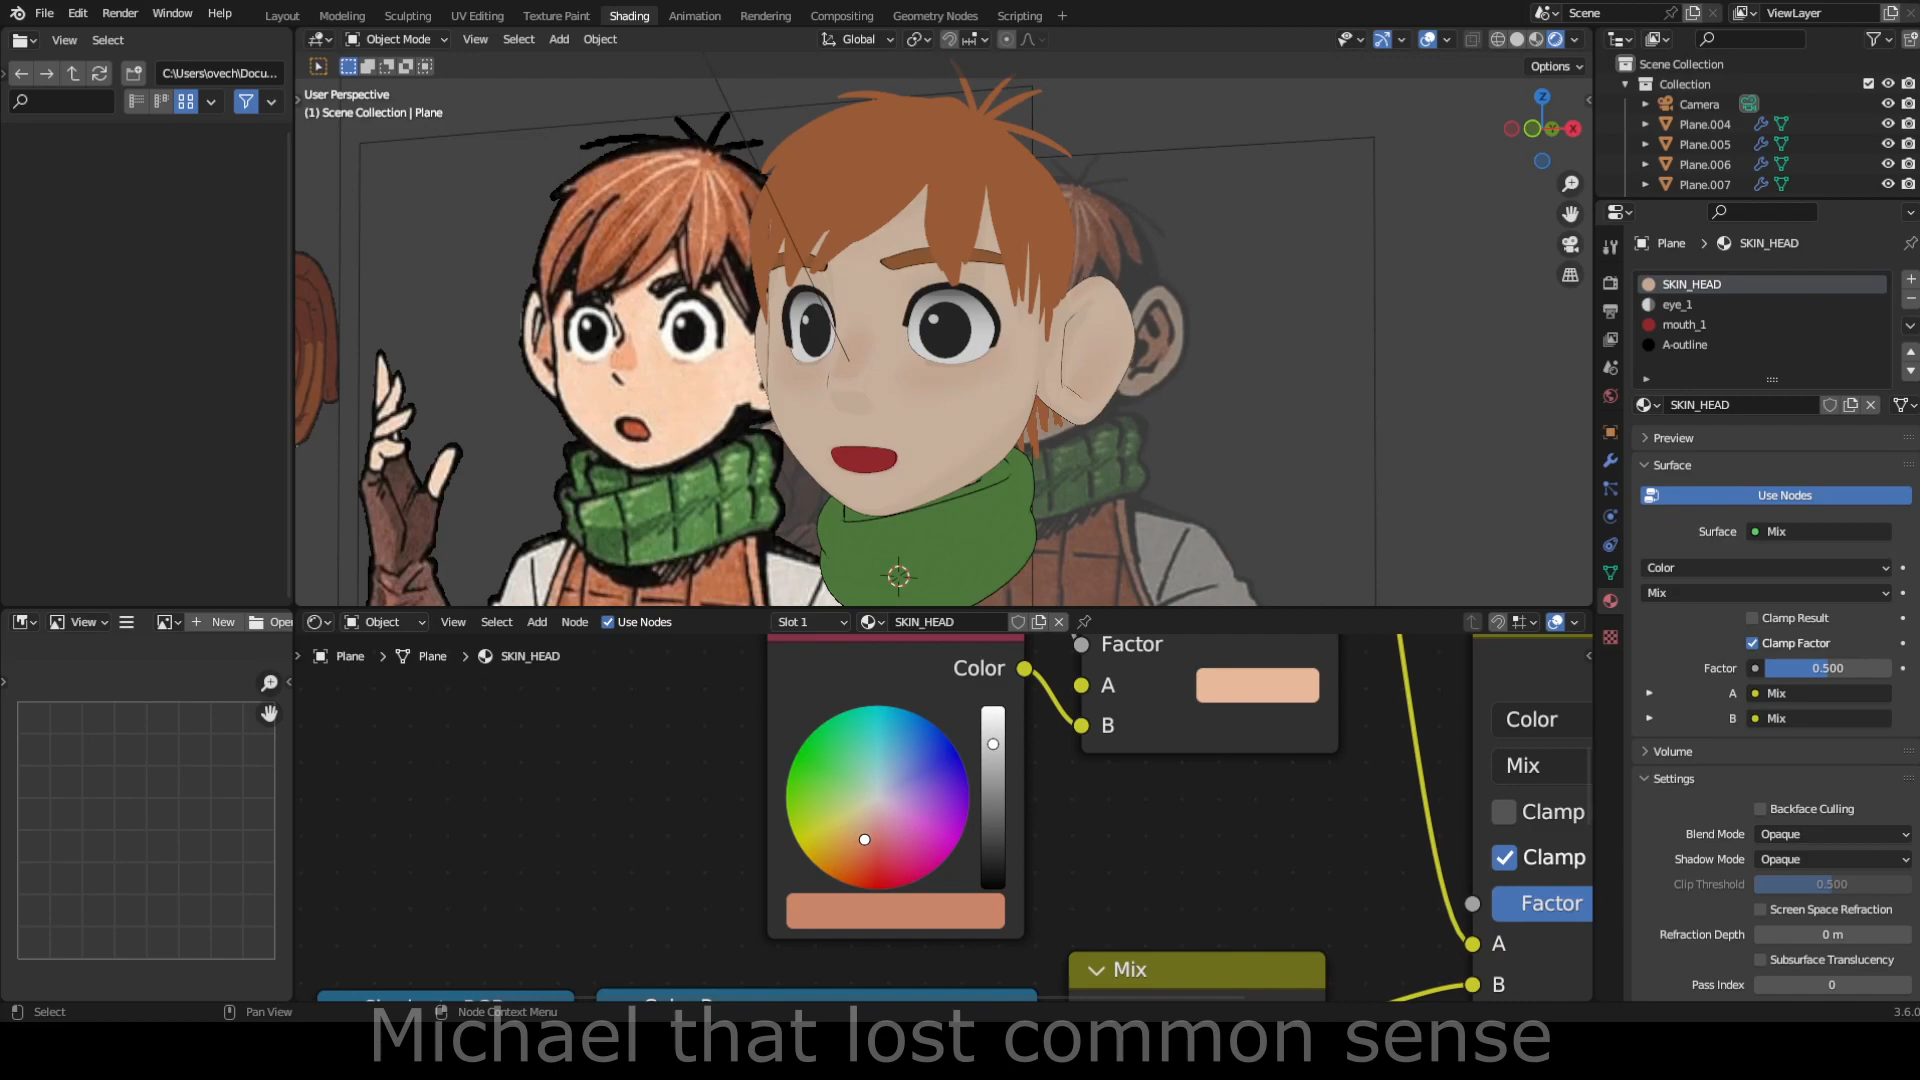 File Edit Render Window Help Layout Modeling Sculpting UV Editing Texture Paint Shading Animation Rendering Compositing Geometry Nodes Scripting + Scene ViewLayer
View Select Object Mode View Select Add Object Global
C:\Users\ovech\Docu... Options
User Perspective
(1) Scene Collection | Plane
Z
X
Scene Collection
Collection
Camera
Plane.004
Plane.005
Plane.006
Plane.007
Plane > SKIN_HEAD
SKIN_HEAD
eye_1
mouth_1
A-outline
SKIN_HEAD
Preview
Surface
Use Nodes
Surface Mix
Color
Mix
Clamp Result
Clamp Factor
Factor 0.500
A Mix
B Mix
Volume
Settings
Backface Culling
Blend Mode Opaque
Shadow Mode Opaque
Clip Threshold 0.500
Screen Space Refraction
Refraction Depth 0 m
Subsurface Translucency
Pass Index 0
View + New Open
Object View Select Add Node Use Nodes Slot 1 SKIN_HEAD
Plane > Plane > SKIN_HEAD
Color
Factor
A
B
Mix
Color
Mix
Clamp
Clamp
Factor
A
B
Select Pan View Node Context Menu 3.6.0
Michael that lost common sense